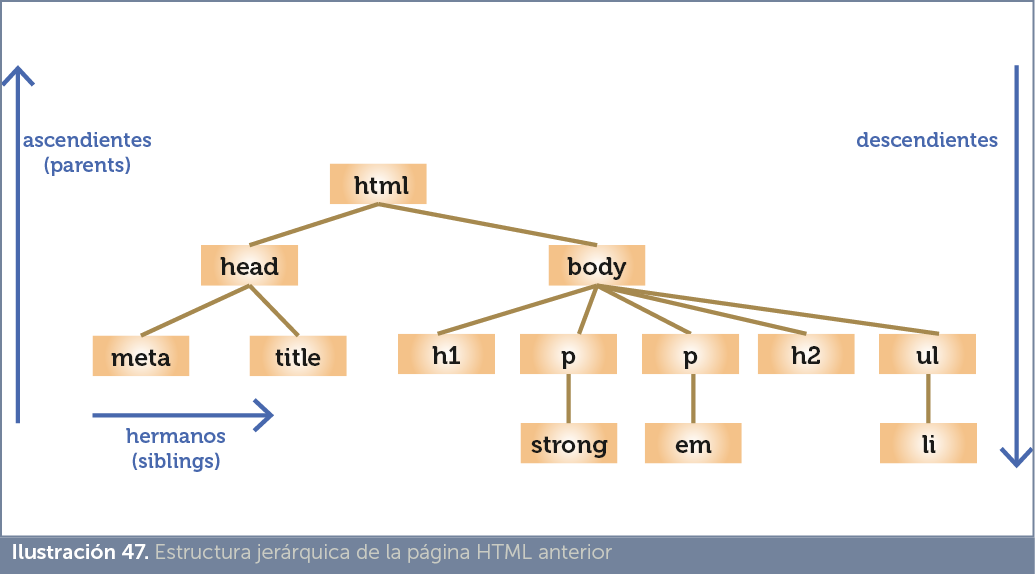 ascendientes
(parents)
descendientes
html
head
body
meta
title
h1
p
p
h2
ul
hermanos
(siblings)
strong
em
li
Ilustración 47. Estructura jerárquica de la página HTML anterior